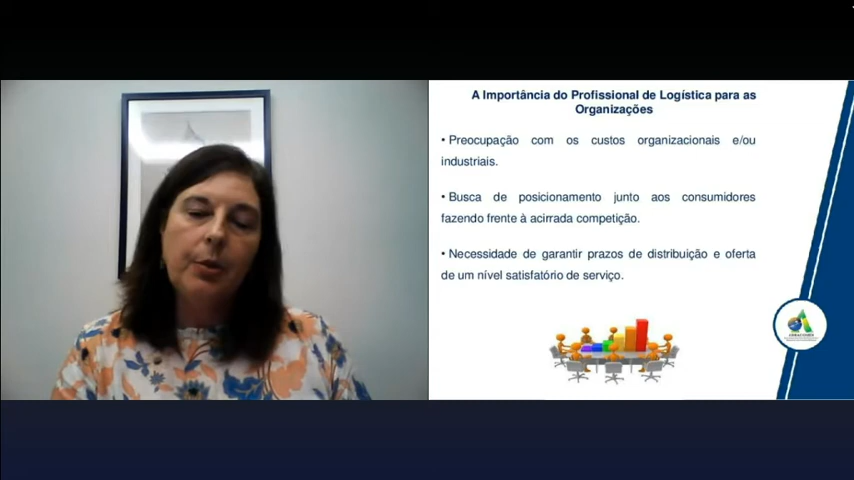 A Importância do Profissional de Logística para as
Organizações
• Preocupação com os custos organizacionais e/ou
industriais.
• Busca de posicionamento junto aos consumidores
fazendo frente à acirrada competição.
• Necessidade de garantir prazos de distribuição e oferta
de um nível satisfatório de serviço.